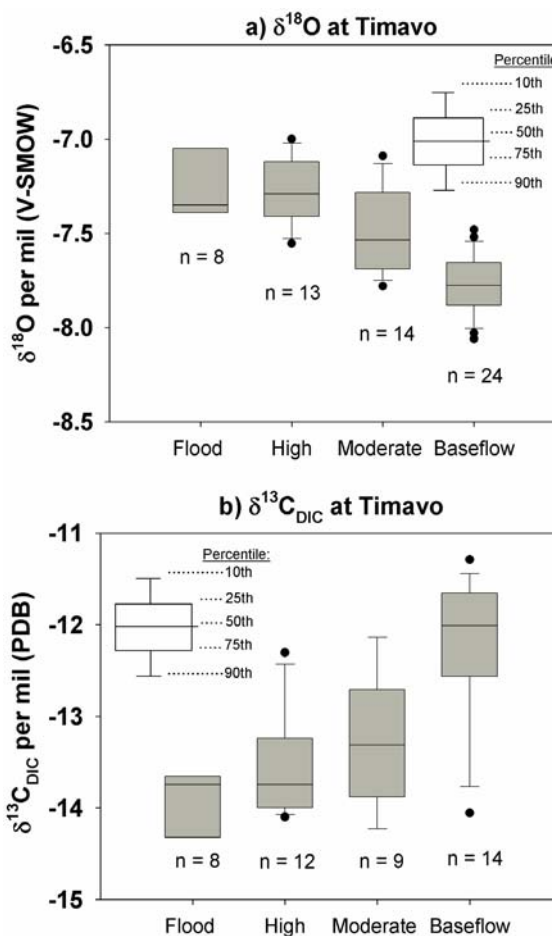 a) δ18O at Timavo
Percentile
10th
25th
50th
75th
90th
δ18O per mil (V-SMOW)
-6.5
-7.0
-7.5
-8.0
-8.5
n = 8
n = 13
n = 14
n = 24
Flood High Moderate Baseflow
b) δ13CDIC at Timavo
Percentile:
10th
25th
50th
75th
90th
δ13CDIC per mil (PDB)
-11
-12
-13
-14
-15
n = 8 n = 12 n = 9 n = 14
Flood High Moderate Baseflow